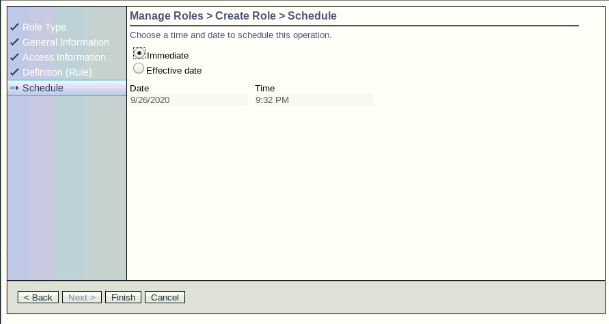 Manage Roles > Create Role > Schedule
Role Type
General Information
Access Information
Definition (Rule)
Schedule
Choose a time and date to schedule this operation.
Immediate
Effective date
Date Time
9/26/2020 9:32 PM
< Back Next > Finish Cancel